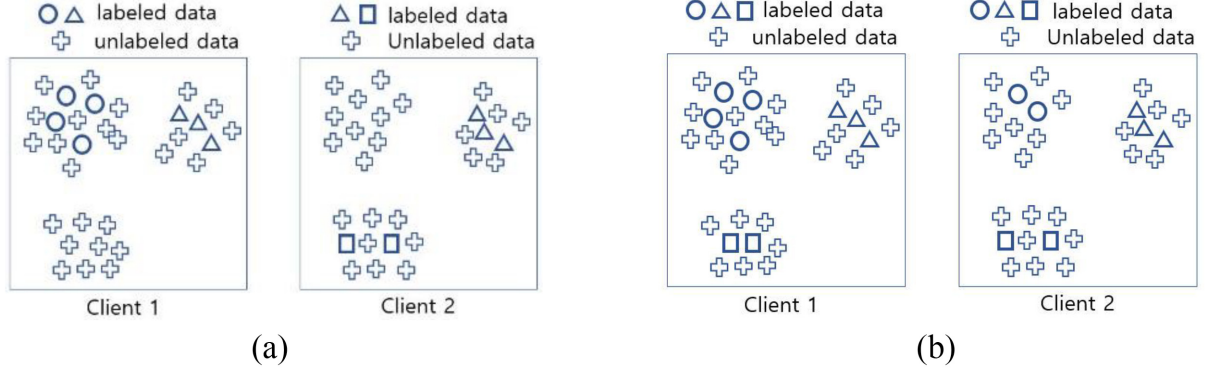 labeled data
unlabeled data
Client 1
labeled data
Unlabeled data
Client 2
(a)
labeled data
unlabeled data
Client 1
labeled data
Unlabeled data
Client 2
(b)